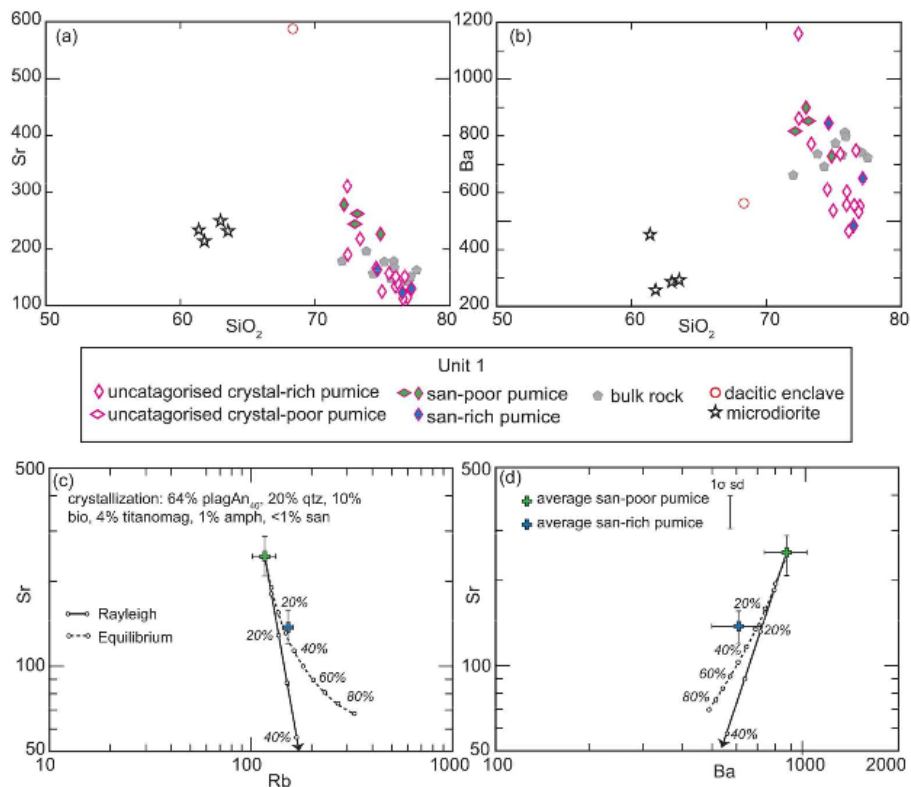 (a)
600
500
400
300
200
100
Sr
50
60
70
80
SiO2
(b)
1200
1000
800
600
400
200
Ba
50
60
70
80
SiO2
Unit 1
uncatagorised crystal-rich pumice
uncatagorised crystal-poor pumice
san-poor pumice
san-rich pumice
bulk rock
dacitic enclave
microdiorite
(c)
crystallization: 64% plagAn40, 20% qtz, 10%
bio, 4% titanomag, 1% amph, <1% san
500
100
50
Sr
Rayleigh
Equilibrium
20%
20%
40%
60%
80%
40%
10
100
1000
Rb
(d)
average san-poor pumice
average san-rich pumice
1σ sd
500
100
50
Sr
20%
20%
40%
60%
80%
40%
100
200
1000
2000
Ba